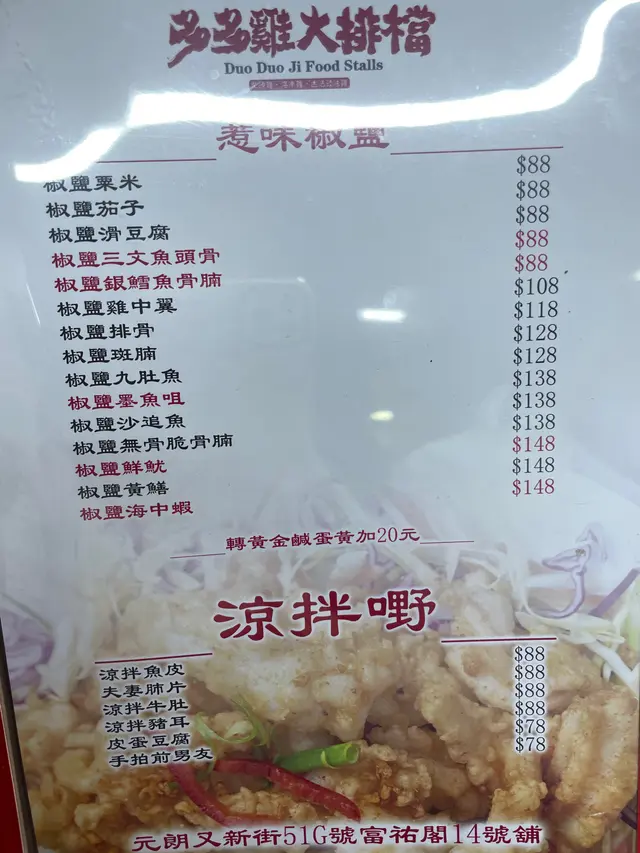 多多雞大排檔
Duo Duo Ji Food Stalls
惹味椒鹽
椒鹽粟米 $88
椒鹽茄子 $88
椒鹽滑豆腐 $88
椒鹽三文魚頭骨 $88
椒鹽銀鱈魚骨腩 $88
椒鹽雞中翼 $108
椒鹽排骨 $118
椒鹽斑腩 $128
椒鹽九肚魚 $128
椒鹽墨魚咀 $138
椒鹽沙追魚 $138
椒鹽無骨脆骨腩 $138
椒鹽鮮魷 $148
椒鹽黃鱔 $148
椒鹽海中蝦 $148
轉黃金鹹蛋黃加20元
涼拌嘢
涼拌魚皮 $88
夫妻肺片 $88
涼拌牛肚 $88
涼拌豬耳 $88
皮蛋豆腐 $78
手拍前男友 $78
元朗又新街51G號富祐閣14號舖